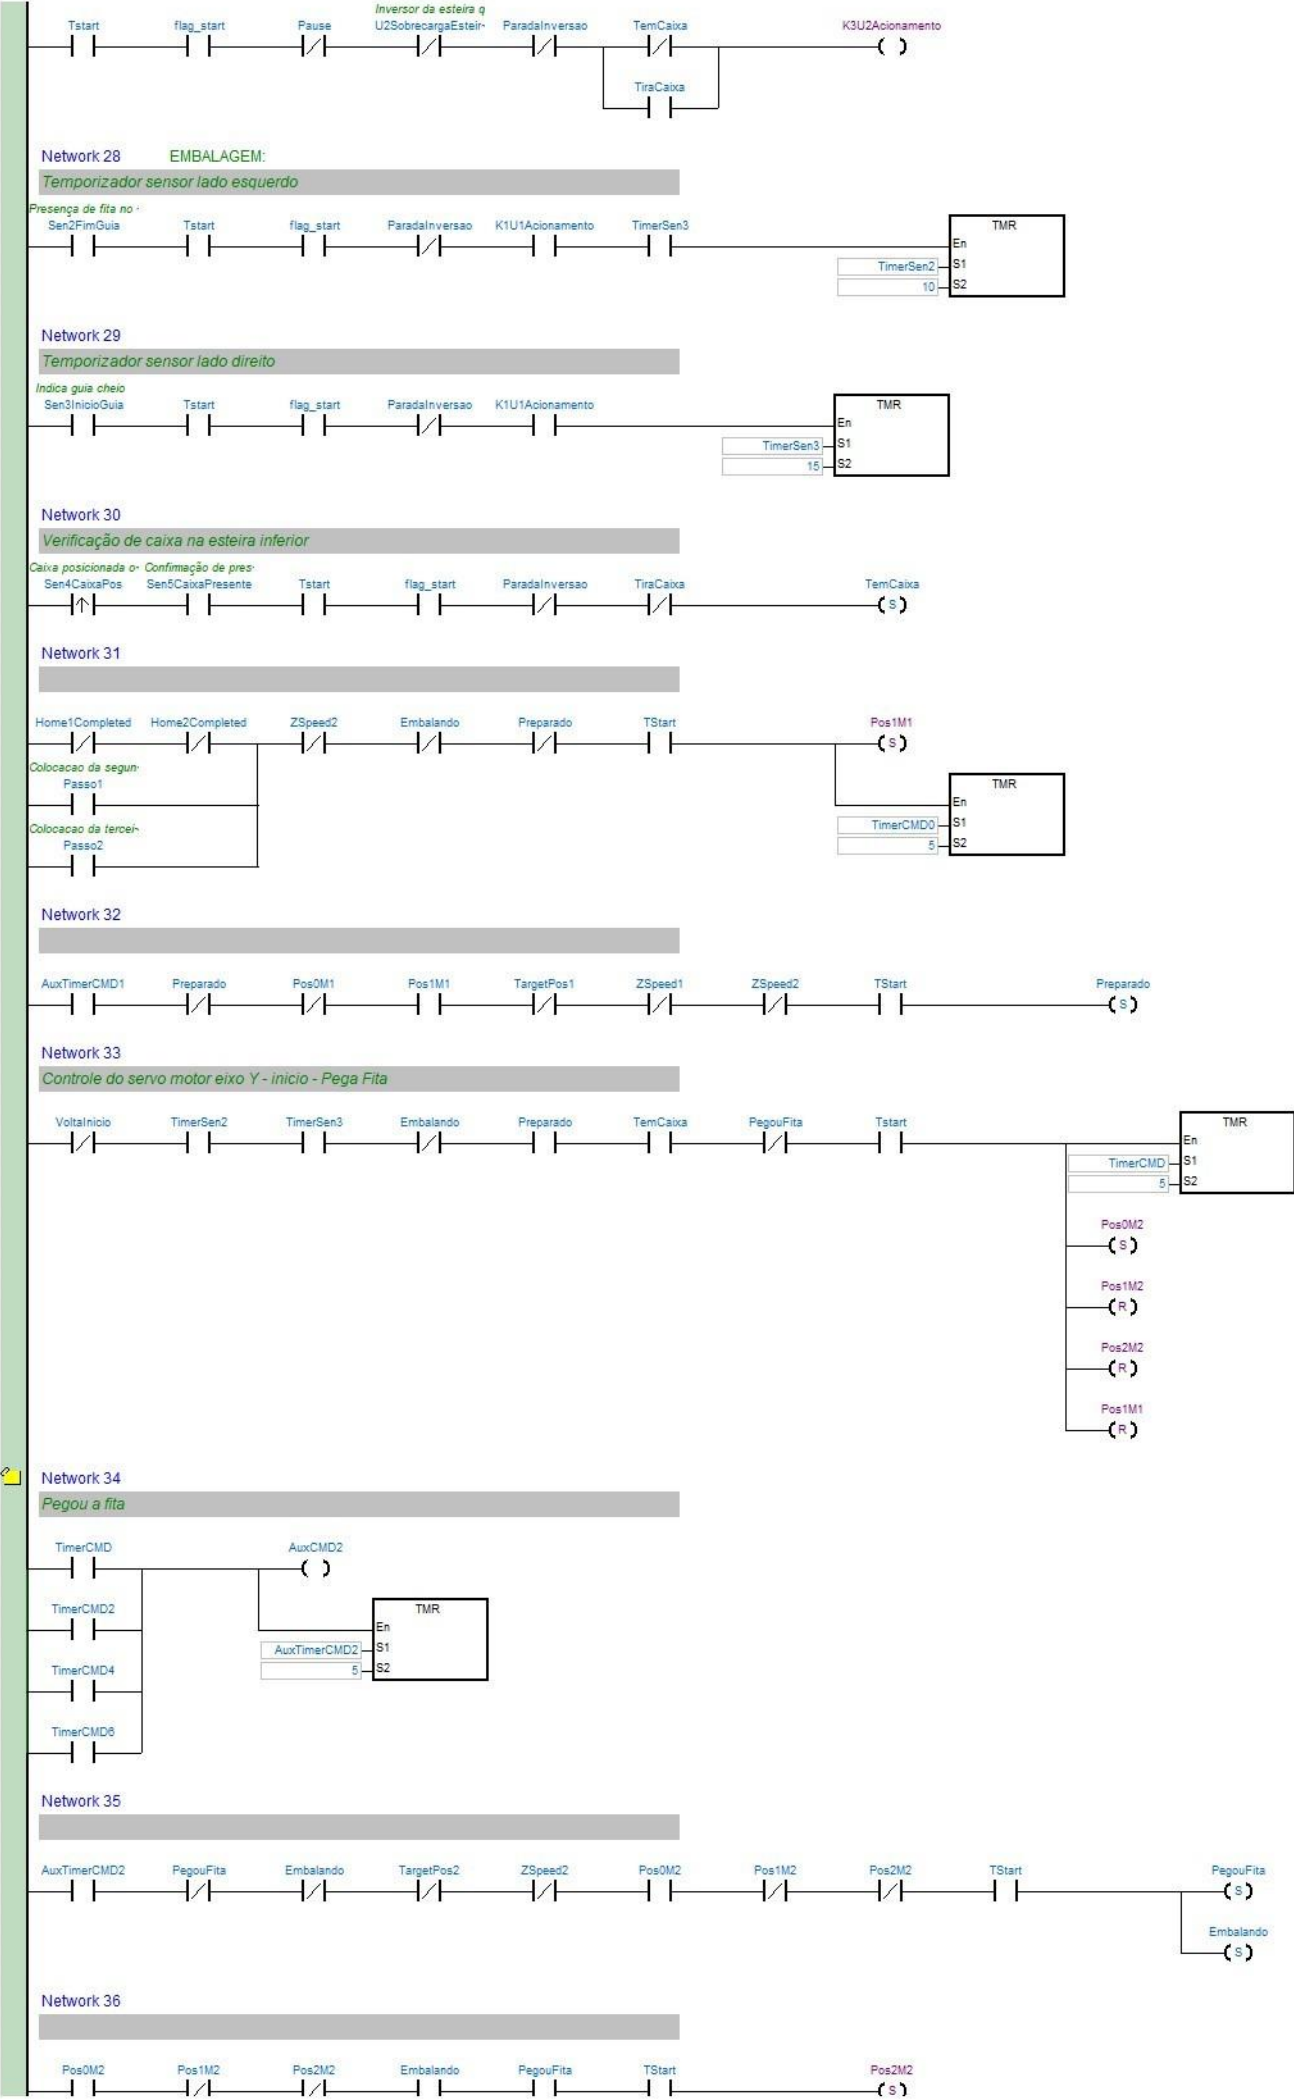 Inversor da esteira q
Tstart flag_start Pause U2SobrecargaEsteir- ParadaInversao TemCaixa K3U2Acionamento
TiraCaixa
Network 28 EMBALAGEM:
Temporizador sensor lado esquerdo
Presença de fita no -
Sen2FimGuia Tstart flag_start ParadaInversao K1U1Acionamento TimerSen3 TMR
En
TimerSen2 S1
10 S2
Network 29
Temporizador sensor lado direito
Indica guia cheio
Sen3InicioGuia Tstart flag_start ParadaInversao K1U1Acionamento TMR
En
TimerSen3 S1
15 S2
Network 30
Verificação de caixa na esteira inferior
Caixa posicionada o- Confirmação de pres-
Sen4CaixaPos Sen5CaixaPresente Tstart flag_start ParadaInversao TiraCaixa TemCaixa
S
Network 31
Home1Completed Home2Completed ZSpeed2 Embalando Preparado TStart Pos1M1
S
Colocacao da segun-
Passo1 TMR
En
Colocacao da tercei- TimerCMD0 S1
Passo2 5 S2
Network 32
AuxTimerCMD1 Preparado Pos0M1 Pos1M1 TargetPos1 ZSpeed1 ZSpeed2 TStart Preparado
S
Network 33
Controle do servo motor eixo Y - inicio - Pega Fita
VoltaInicio TimerSen2 TimerSen3 Embalando Preparado TemCaixa PegouFita Tstart TMR
En
TimerCMD S1
5 S2
Pos0M2
S
Pos1M2
R
Pos2M2
R
Pos1M1
R
Network 34
Pegou a fita
TimerCMD AuxCMD2
TimerCMD2 TMR
En
AuxTimerCMD2 S1
TimerCMD4 5 S2
TimerCMD6
Network 35
AuxTimerCMD2 PegouFita Embalando TargetPos2 ZSpeed2 Pos0M2 Pos1M2 Pos2M2 TStart PegouFita
S
Embalando
S
Network 36
Pos0M2 Pos1M2 Pos2M2 Embalando PegouFita TStart Pos2M2
S